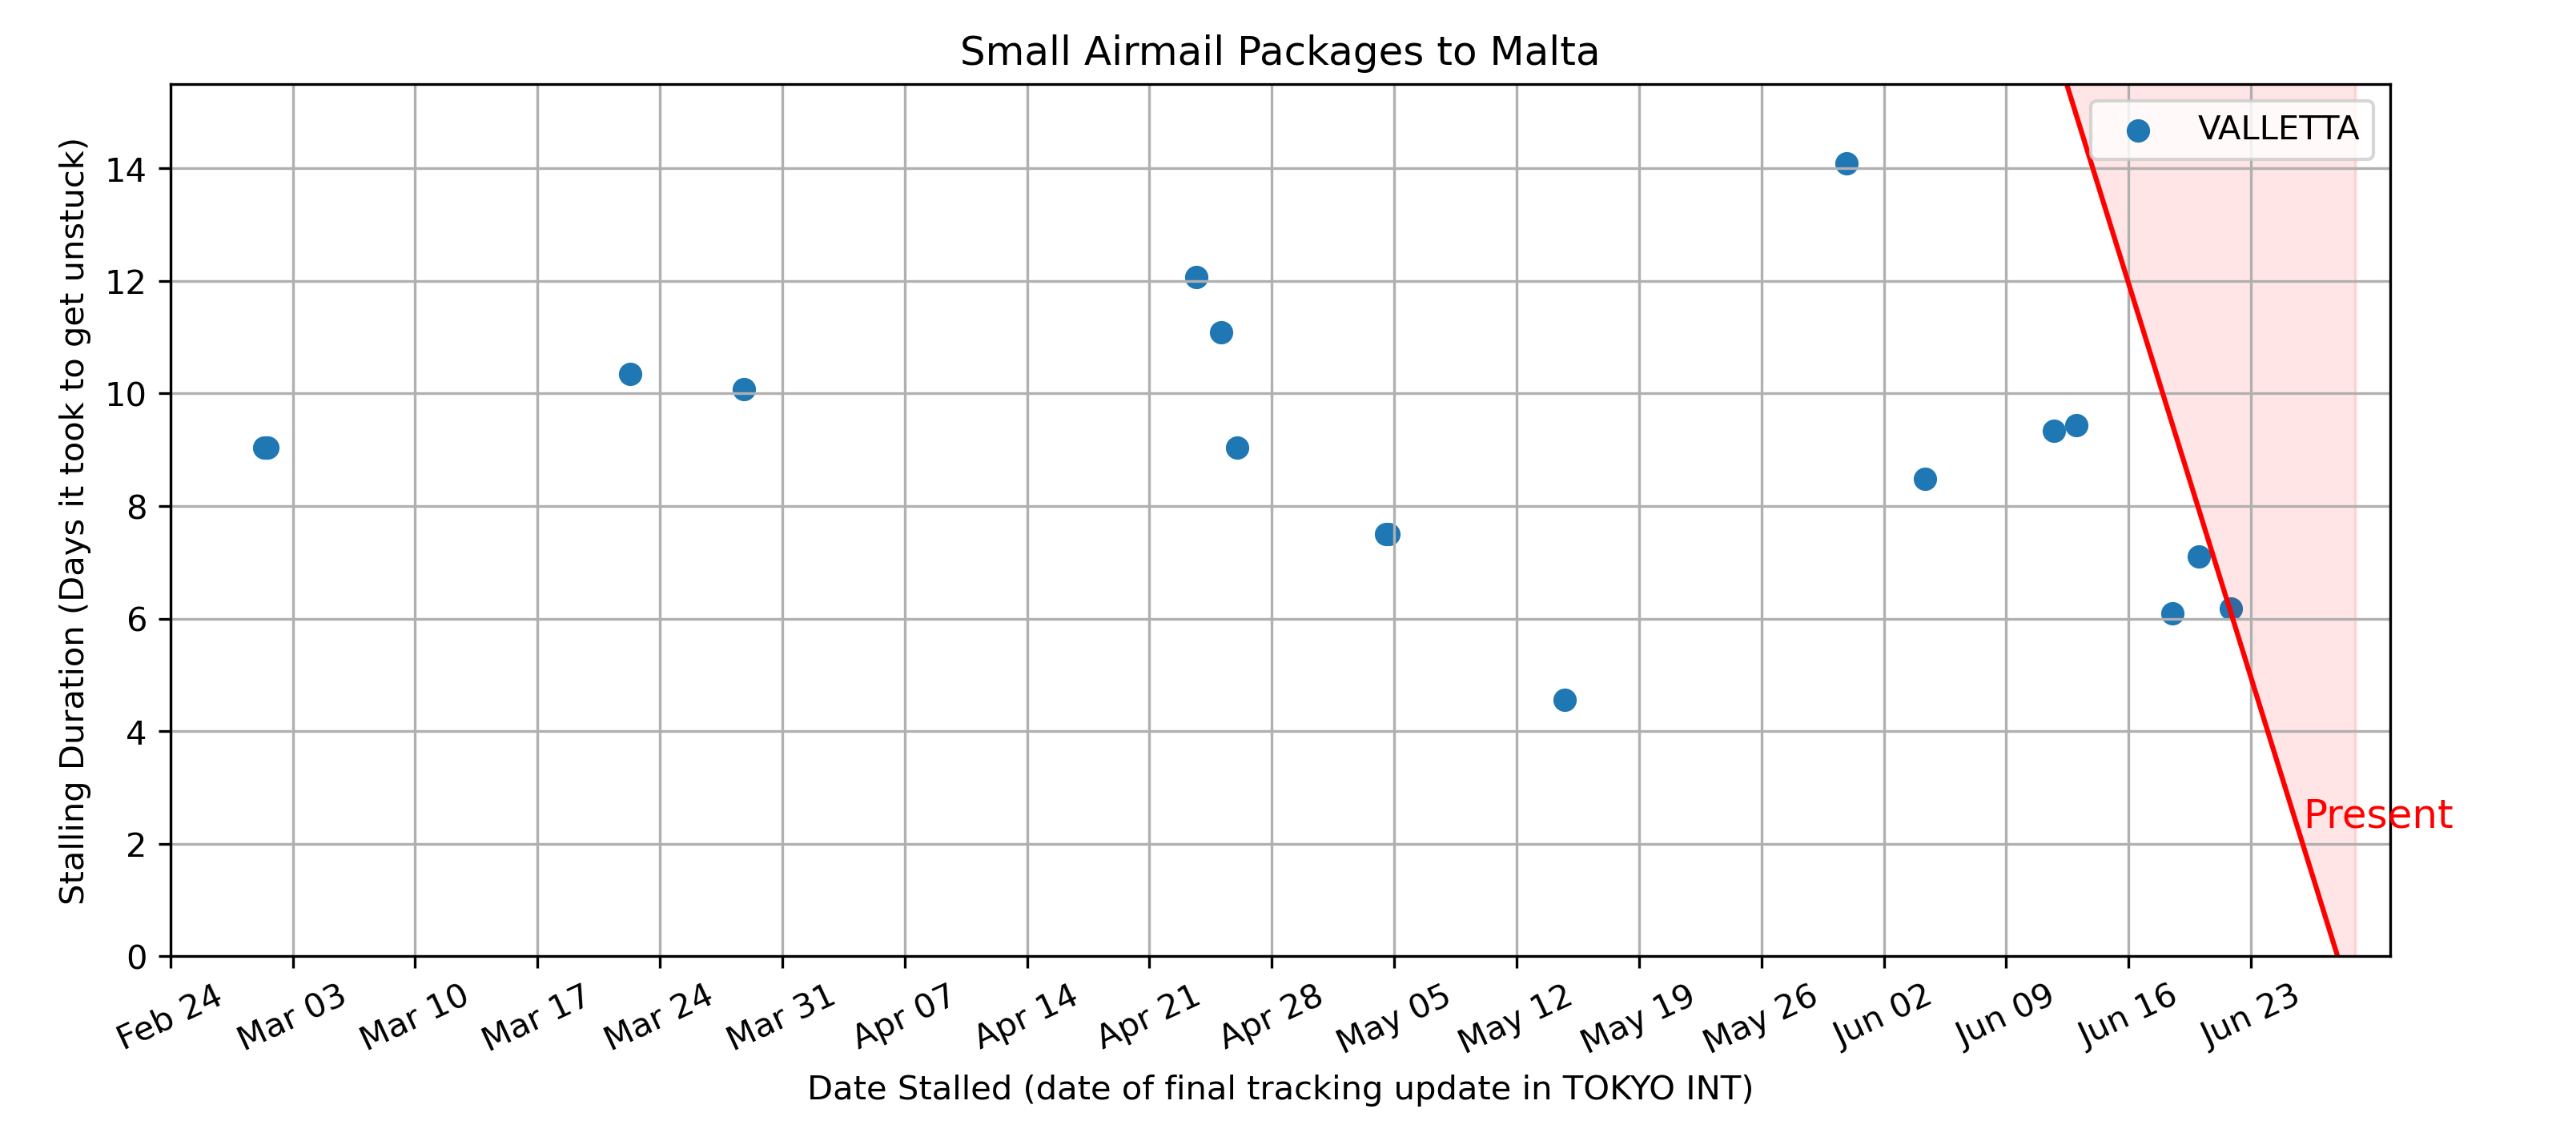 Small Airmail Packages to Malta
VALLETTA
Stalling Duration (Days it took to get unstuck)
14
12
10
8
6
4
2
0
Present
Feb 24
Mar 03
Mar 10
Mar 17
Mar 24
Mar 31
Apr 07
Apr 14
Apr 21
Apr 28
May 05
May 12
May 19
May 26
Jun 02
Jun 09
Jun 16
Jun 23
Date Stalled (date of final tracking update in TOKYO INT)